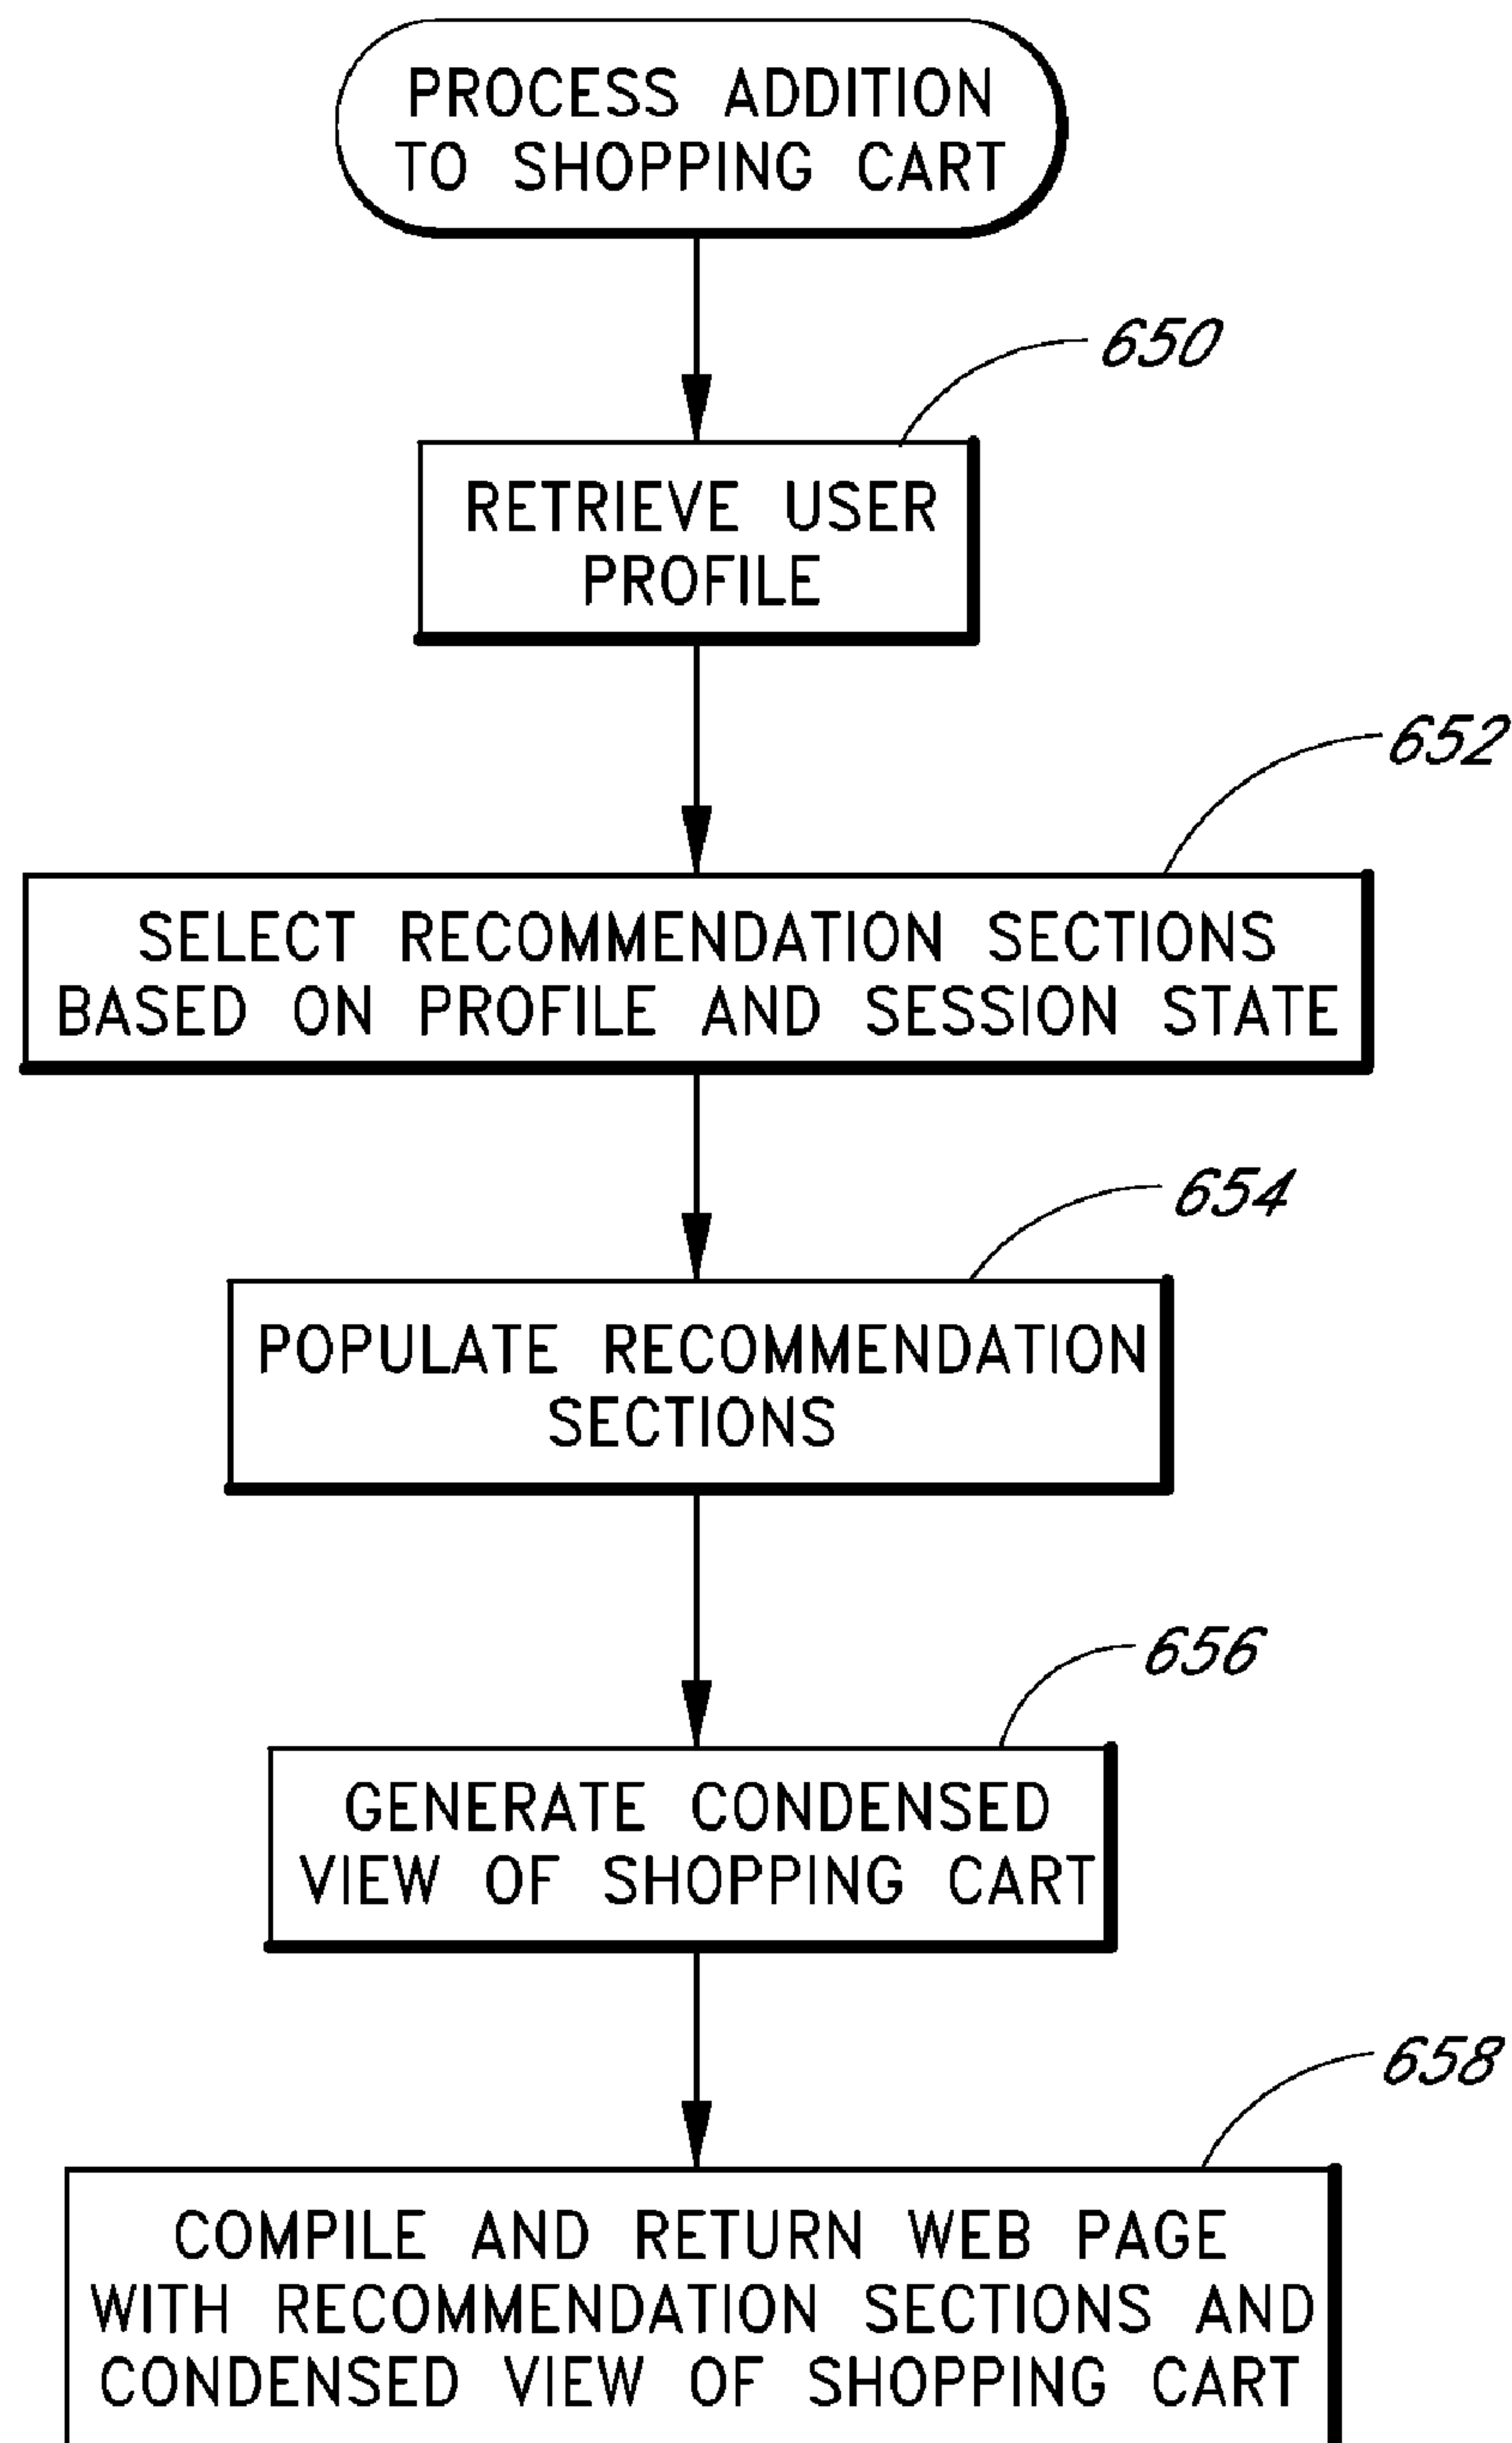 PROCESS ADDITION
TO SHOPPING CART
650
RETRIEVE USER
PROFILE
652
SELECT RECOMMENDATION SECTIONS
BASED ON PROFILE AND SESSION STATE
654
POPULATE RECOMMENDATION
SECTIONS
656
GENERATE CONDENSED
VIEW OF SHOPPING CART
658
COMPILE AND RETURN WEB PAGE
WITH RECOMMENDATION SECTIONS AND
CONDENSED VIEW OF SHOPPING CART